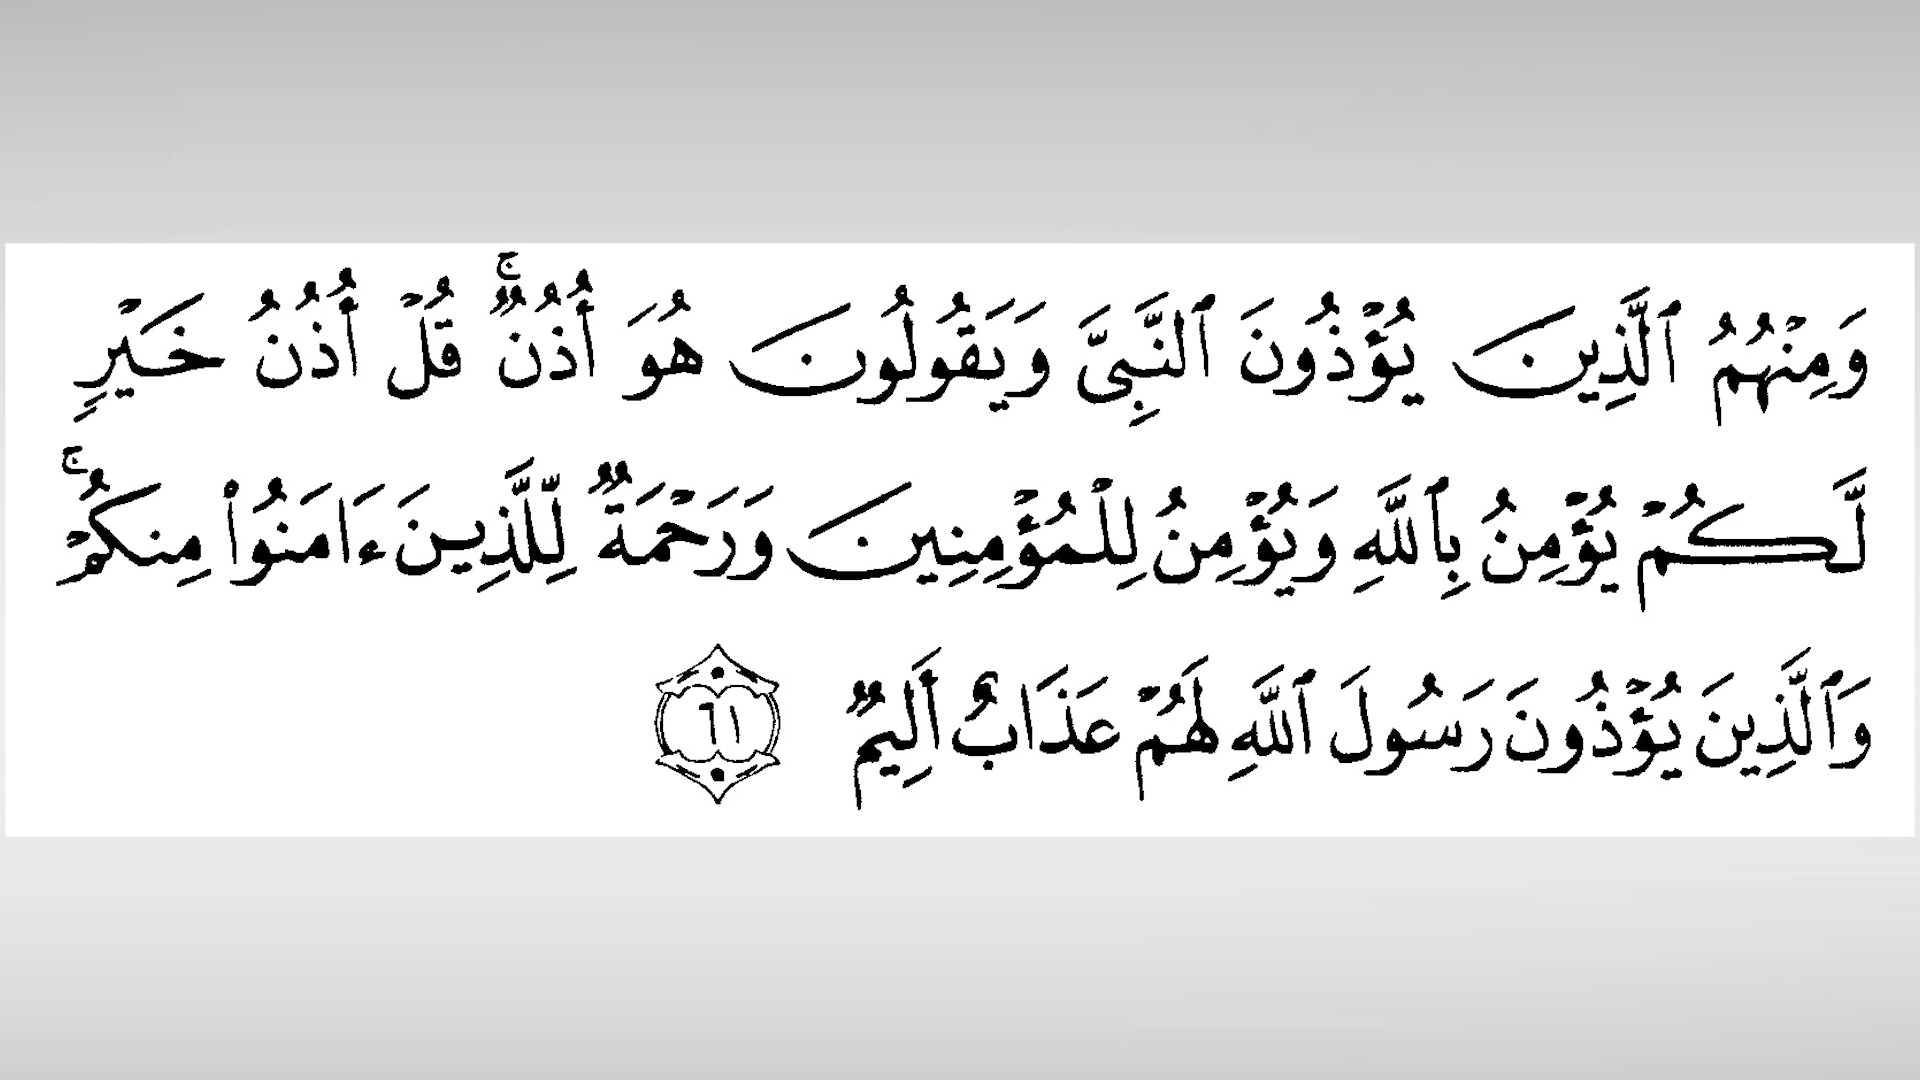 وَمِنْهُمُ ٱلَّذِينَ يُؤْذُونَ ٱلنَّبِىَّ وَيَقُولُونَ هُوَ أُذُنٌ ۚ قُلْ أُذُنُ خَيْرٍ
لَّكُمْ يُؤْمِنُ بِٱللَّهِ وَيُؤْمِنُ لِلْمُؤْمِنِينَ وَرَحْمَةٌ لِّلَّذِينَ ءَامَنُوا۟ مِنكُمْ ۚ
وَٱلَّذِينَ يُؤْذُونَ رَسُولَ ٱللَّهِ لَهُمْ عَذَابٌ أَلِيمٌ ٦١